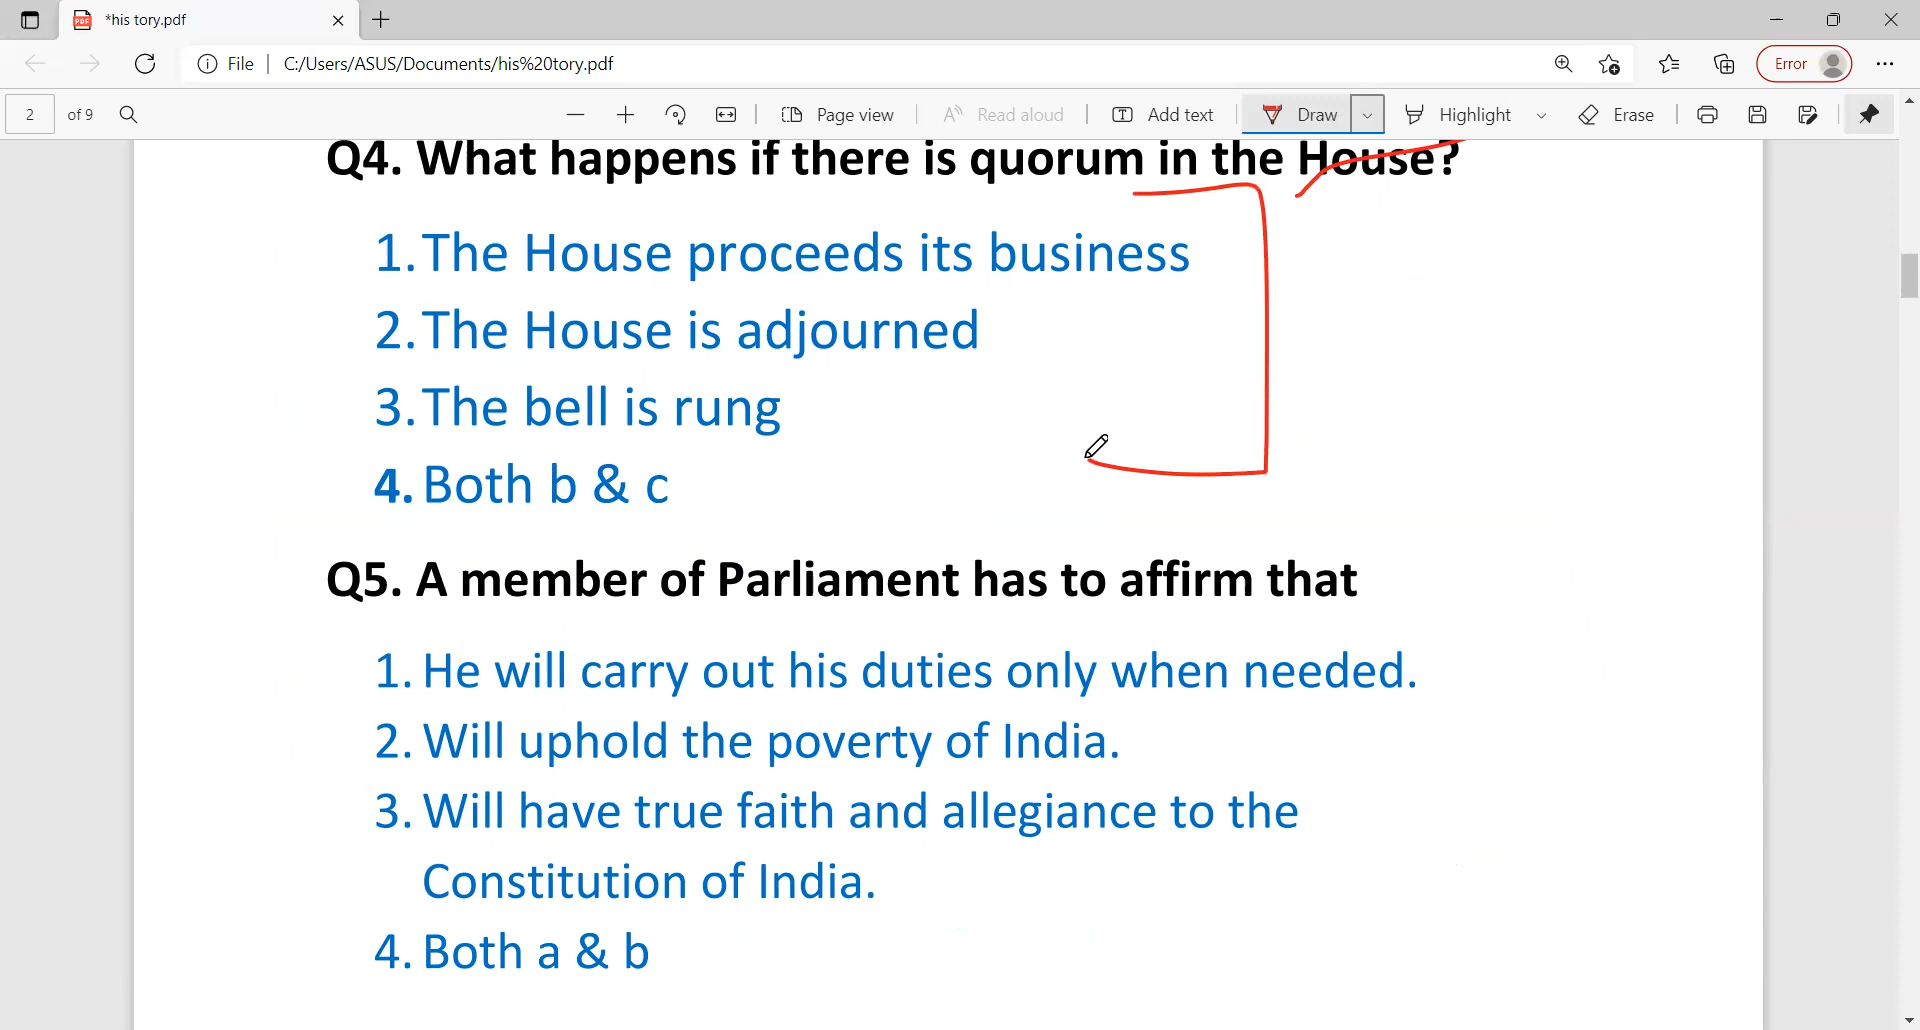 *his tory.pdf
File | C:/Users/ASUS/Documents/his%20tory.pdf
Error
2 of 9
Page view
Read aloud
Add text
Draw
Highlight
Erase
Q4. What happens if there is quorum in the House?
1. The House proceeds its business
2. The House is adjourned
3. The bell is rung
4. Both b & c
Q5. A member of Parliament has to affirm that
1. He will carry out his duties only when needed.
2. Will uphold the poverty of India.
3. Will have true faith and allegiance to the
Constitution of India.
4. Both a & b